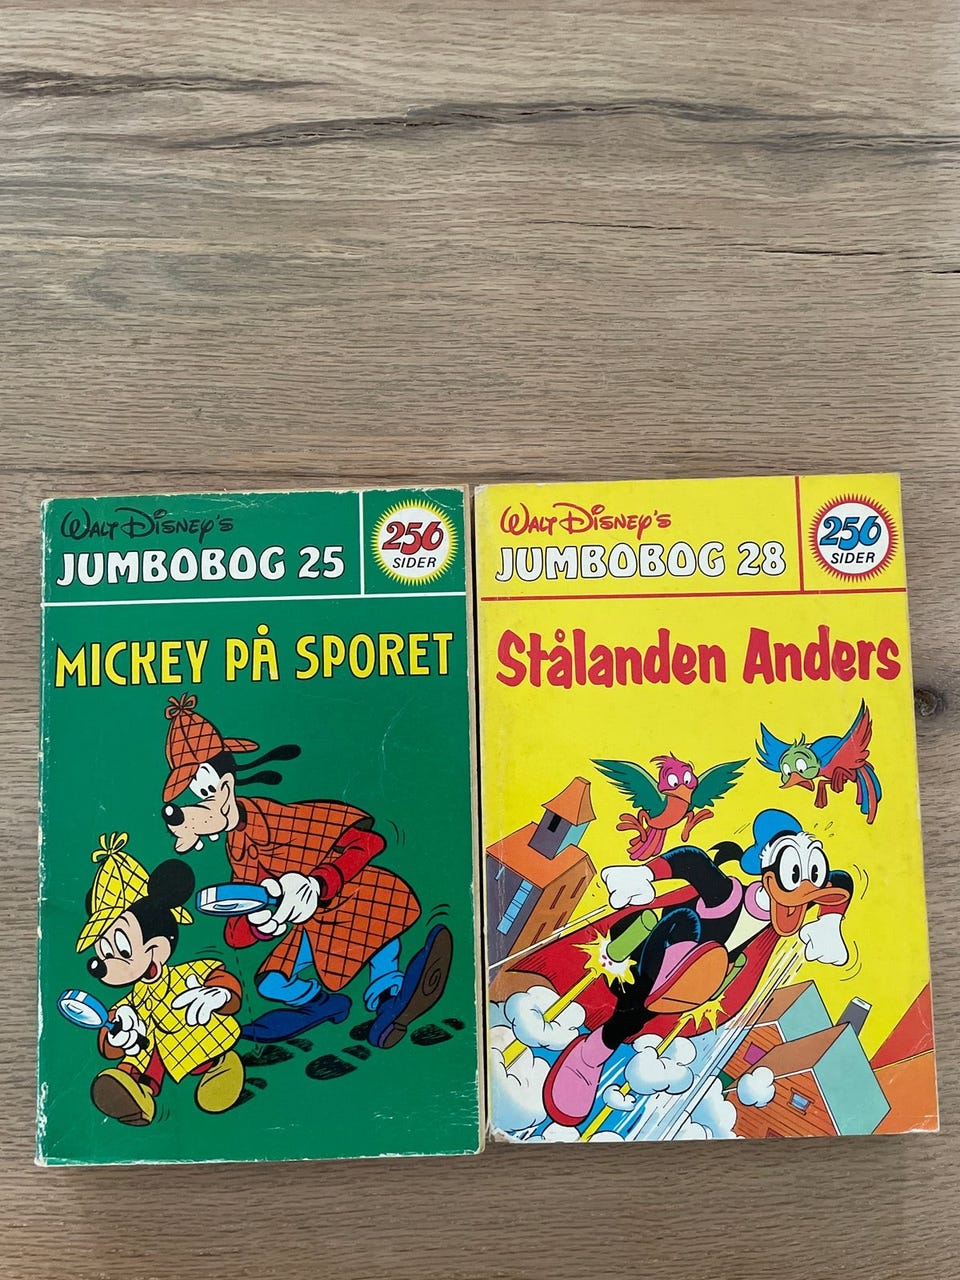 WALT DISNEY'S
JUMBOBOG 25
256
SIDER
MICKEY PÅ SPORET
WALT DISNEY'S
JUMBOBOG 28
256
SIDER
Stålanden Anders